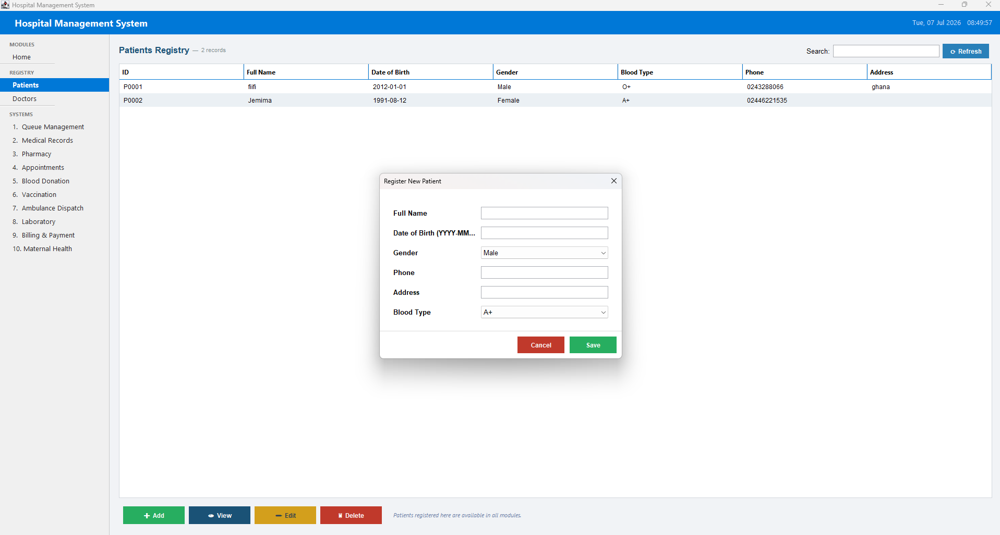 Hospital Management System
Hospital Management System
Tue, 07 Jul 2026 08:49:57
MODULES
Home
REGISTRY
Patients
Doctors
SYSTEMS
1. Queue Management
2. Medical Records
3. Pharmacy
4. Appointments
5. Blood Donation
6. Vaccination
7. Ambulance Dispatch
8. Laboratory
9. Billing & Payment
10. Maternal Health
Patients Registry — 2 records
Search:
Refresh
ID Full Name Date of Birth Gender Blood Type Phone Address
P0001 fiifi 2012-01-01 Male O+ 0243288066 ghana
P0002 Jemima 1991-08-12 Female A+ 02446221535
Register New Patient
Full Name
Date of Birth (YYYY-MM...
Gender Male
Phone
Address
Blood Type A+
Cancel Save
Add View Edit Delete Patients registered here are available in all modules.